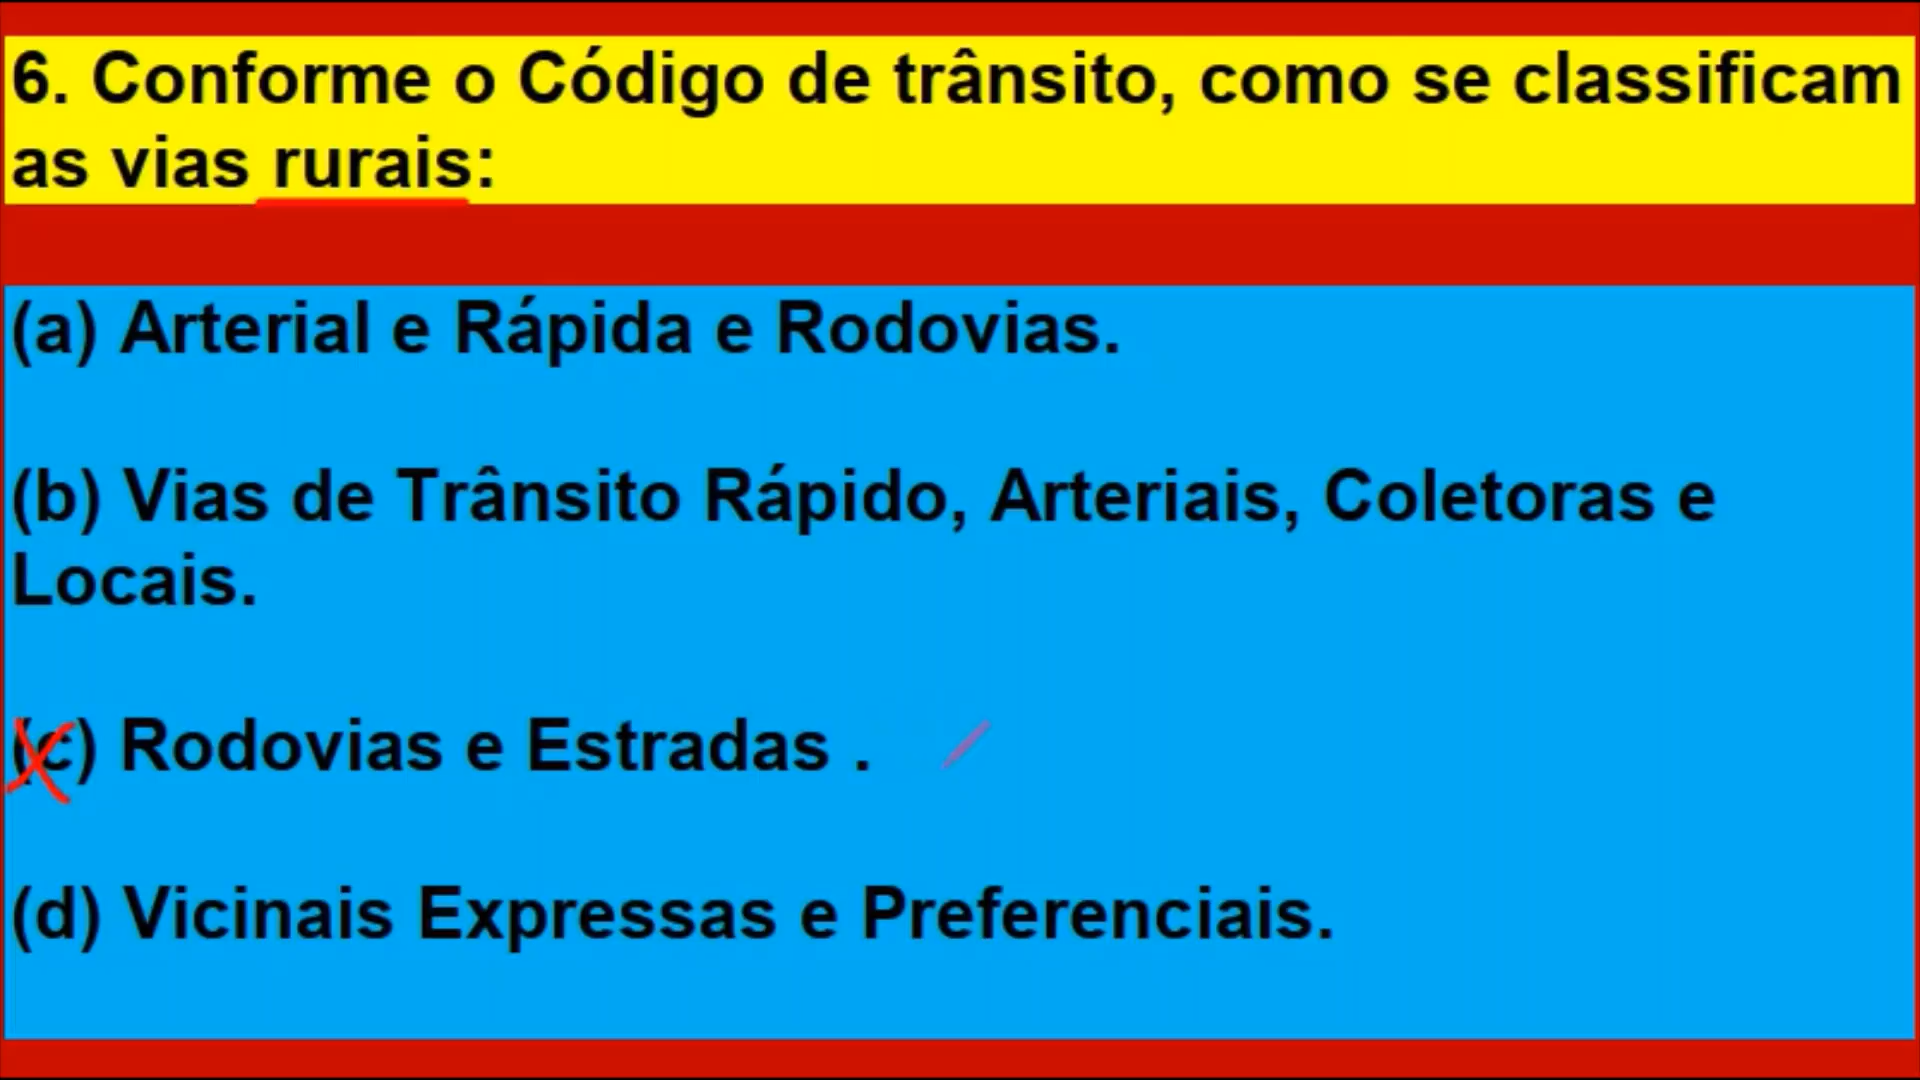 6. Conforme o Código de trânsito, como se classificam
as vias rurais:
(a) Arterial e Rápida e Rodovias.
(b) Vias de Trânsito Rápido, Arteriais, Coletoras e
Locais.
(c) Rodovias e Estradas .
(d) Vicinais Expressas e Preferenciais.